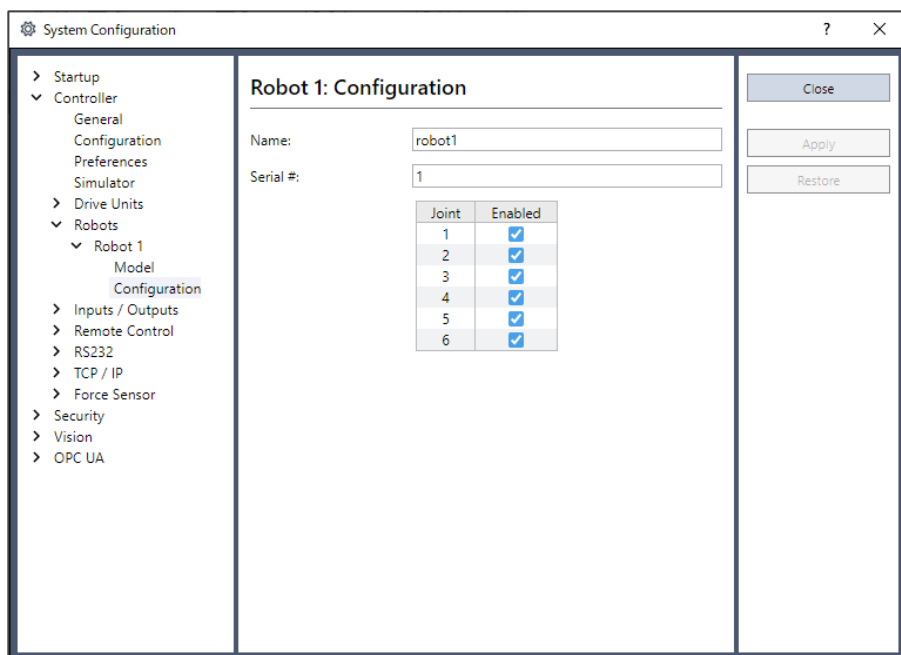 System Configuration
?
Startup
Controller
General
Configuration
Preferences
Simulator
Drive Units
Robots
Robot 1
Model
Configuration
Inputs / Outputs
Remote Control
RS232
TCP / IP
Force Sensor
Security
Vision
OPC UA
Robot 1: Configuration
Name: robot1
Serial #: 1
Joint Enabled
1
2
3
4
5
6
Close
Apply
Restore